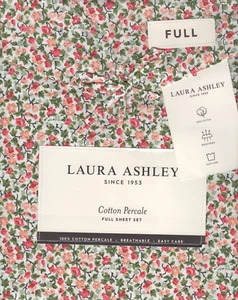 FULL
LAURA ASHLEY
SINCE 1953
LAURA ASHLEY
SINCE 1953
Cotton Percale
FULL SHEET SET
100% COTTON PERCALE • BREATHABLE • EASY CARE